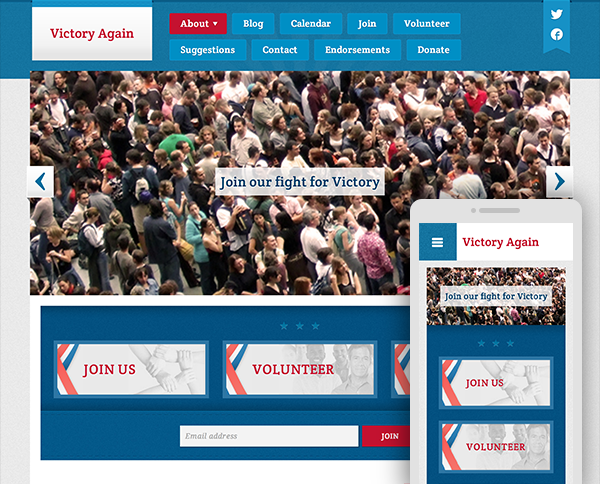 Victory Again
About Blog Calendar Join Volunteer
Suggestions Contact Endorsements Donate
Join our fight for Victory
JOIN US VOLUNTEER
Email address JOIN
Victory Again
Join our fight for Victory
JOIN US
VOLUNTEER